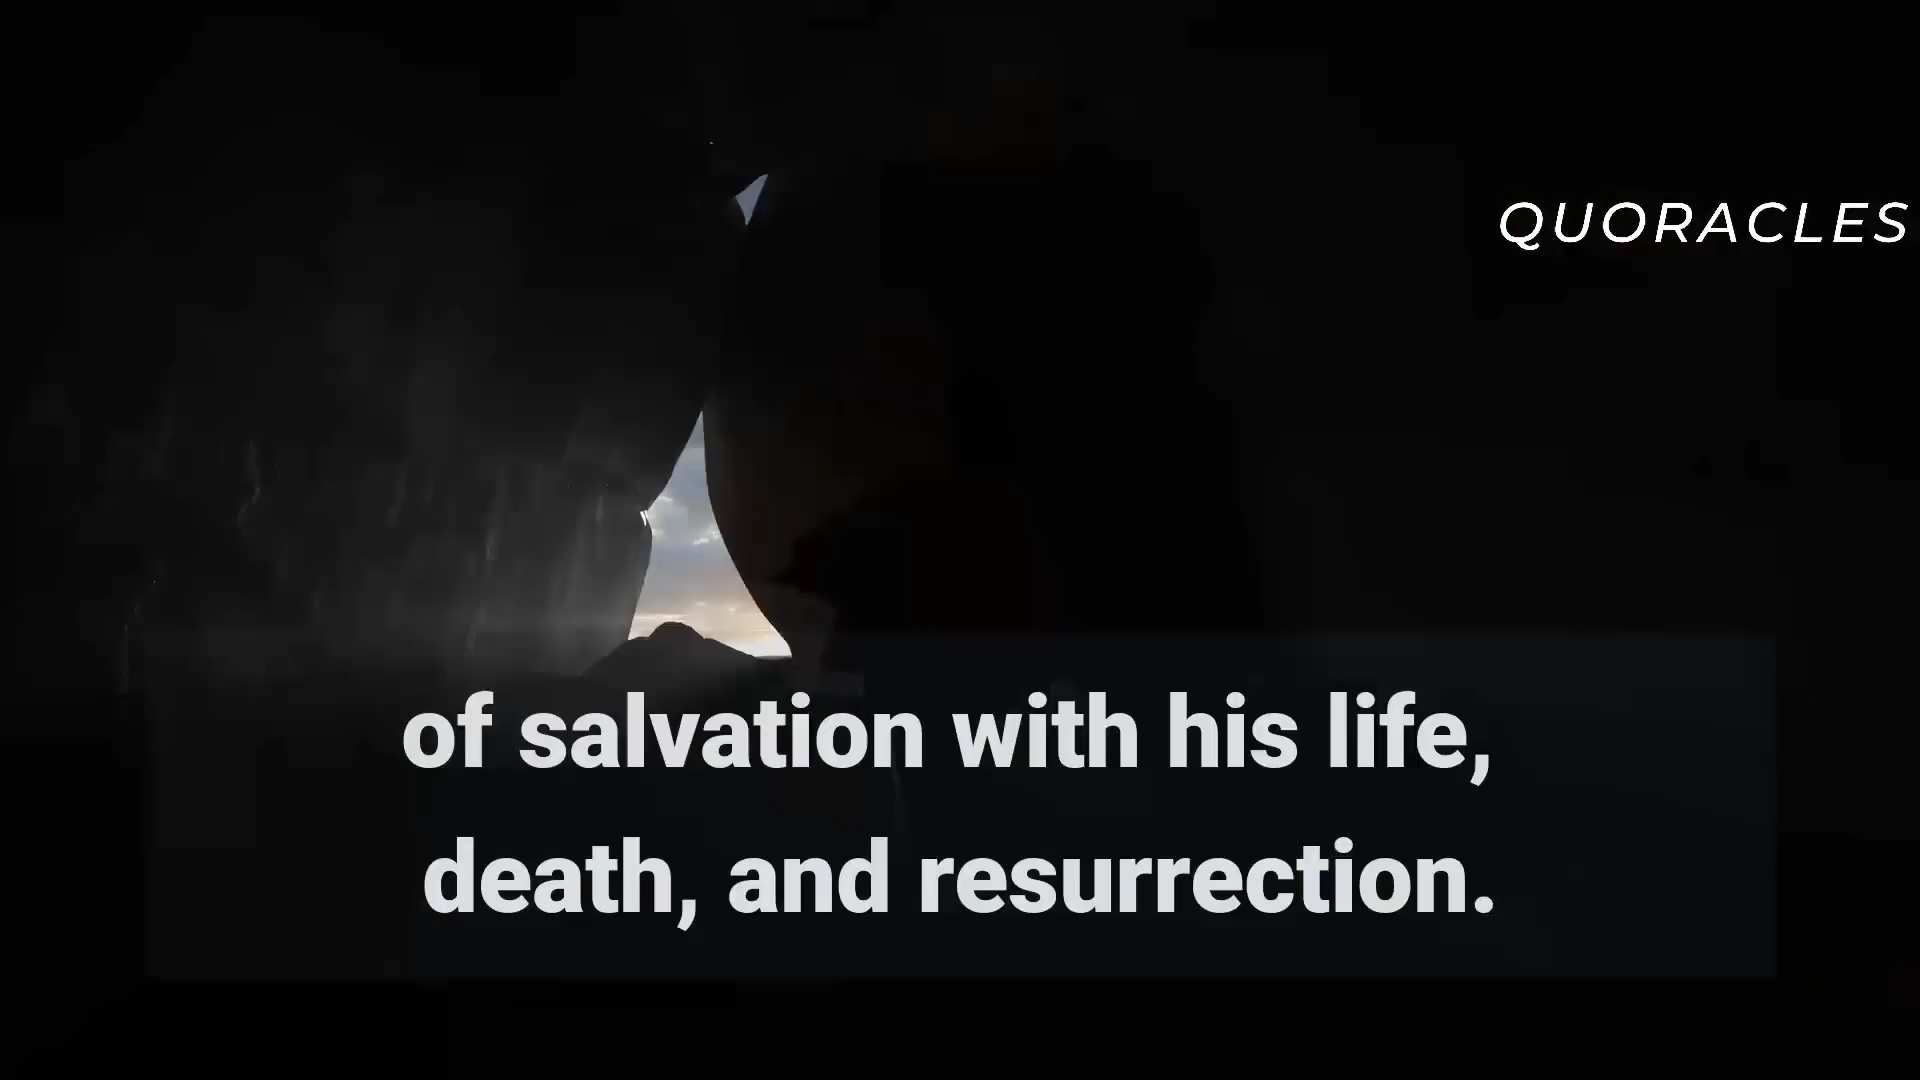 QUORACLES
of salvation with his life,
death, and resurrection.